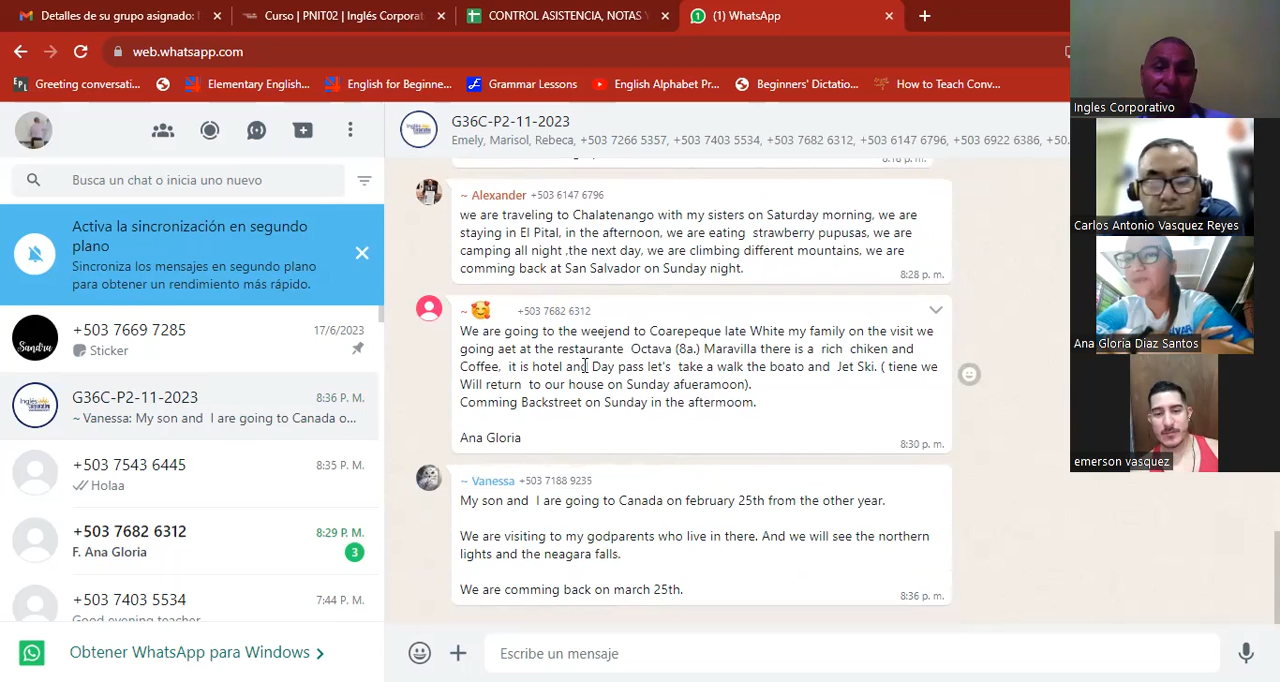 Detalles de su grupo asignado: N
Curso | PNIT02 | Inglés Corporat
CONTROL ASISTENCIA, NOTAS Y
(1) WhatsApp
web.whatsapp.com
Greeting conversati...
Elementary English...
English for Beginne...
Grammar Lessons
English Alphabet Pr...
Beginners' Dictatio...
How to Teach Conv...
G36C-P2-11-2023
Emely, Marisol, Rebeca, +503 7266 5357, +503 7403 5534, +503 7682 6312, +503 6147 6796, +503 6922 6386, +50...
Busca un chat o inicia uno nuevo
Activa la sincronización en segundo
plano
Sincroniza los mensajes en segundo plano
para obtener un rendimiento más rápido.
+503 7669 7285
17/6/2023
Sticker
G36C-P2-11-2023
8:36 P. M.
~ Vanessa: My son and I are going to Canada o...
+503 7543 6445
8:35 P. M.
Holaa
+503 7682 6312
8:29 P. M.
F. Ana Gloria
3
+503 7403 5534
7:44 P. M.
Good evening teacher
Obtener WhatsApp para Windows
~ Alexander +503 6147 6796
we are traveling to Chalatenango with my sisters on Saturday morning, we are
staying in El Pital, in the afternoon, we are eating strawberry pupusas, we are
camping all night ,the next day, we are climbing different mountains, we are
comming back at San Salvador on Sunday night.
8:28 p. m.
~ 🥰 +503 7682 6312
We are going to the weejend to Coarepeque late White my family on the visit we
going aet at the restaurante Octava (8a.) Maravilla there is a rich chiken and
Coffee, it is hotel and Day pass let's take a walk the boato and Jet Ski. ( tiene we
Will return to our house on Sunday afueramoon).
Comming Backstreet on Sunday in the aftermoom.
Ana Gloria
8:30 p. m.
~ Vanessa +503 7188 9235
My son and I are going to Canada on february 25th from the other year.
We are visiting to my godparents who live in there. And we will see the northern
lights and the neagara falls.
We are comming back on march 25th.
8:36 p. m.
Escribe un mensaje
Ingles Corporativo
Carlos Antonio Vasquez Reyes
Ana Gloria Diaz Santos
emerson vasquez